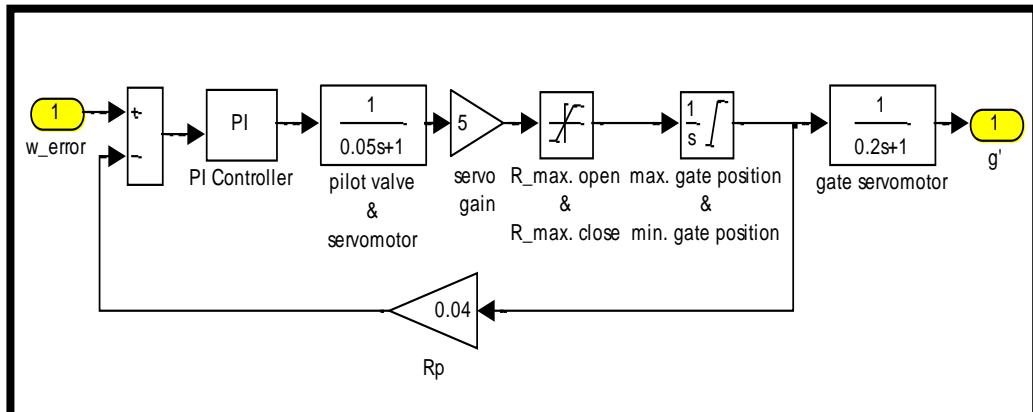 1
w_error
+
-
PI
PI Controller
1
0.05s+1
pilot valve
&
servomotor
5
servo
gain
R_max. open
&
R_max. close
1
s
max. gate position
&
min. gate position
1
0.2s+1
gate servomotor
1
g'
0.04
Rp